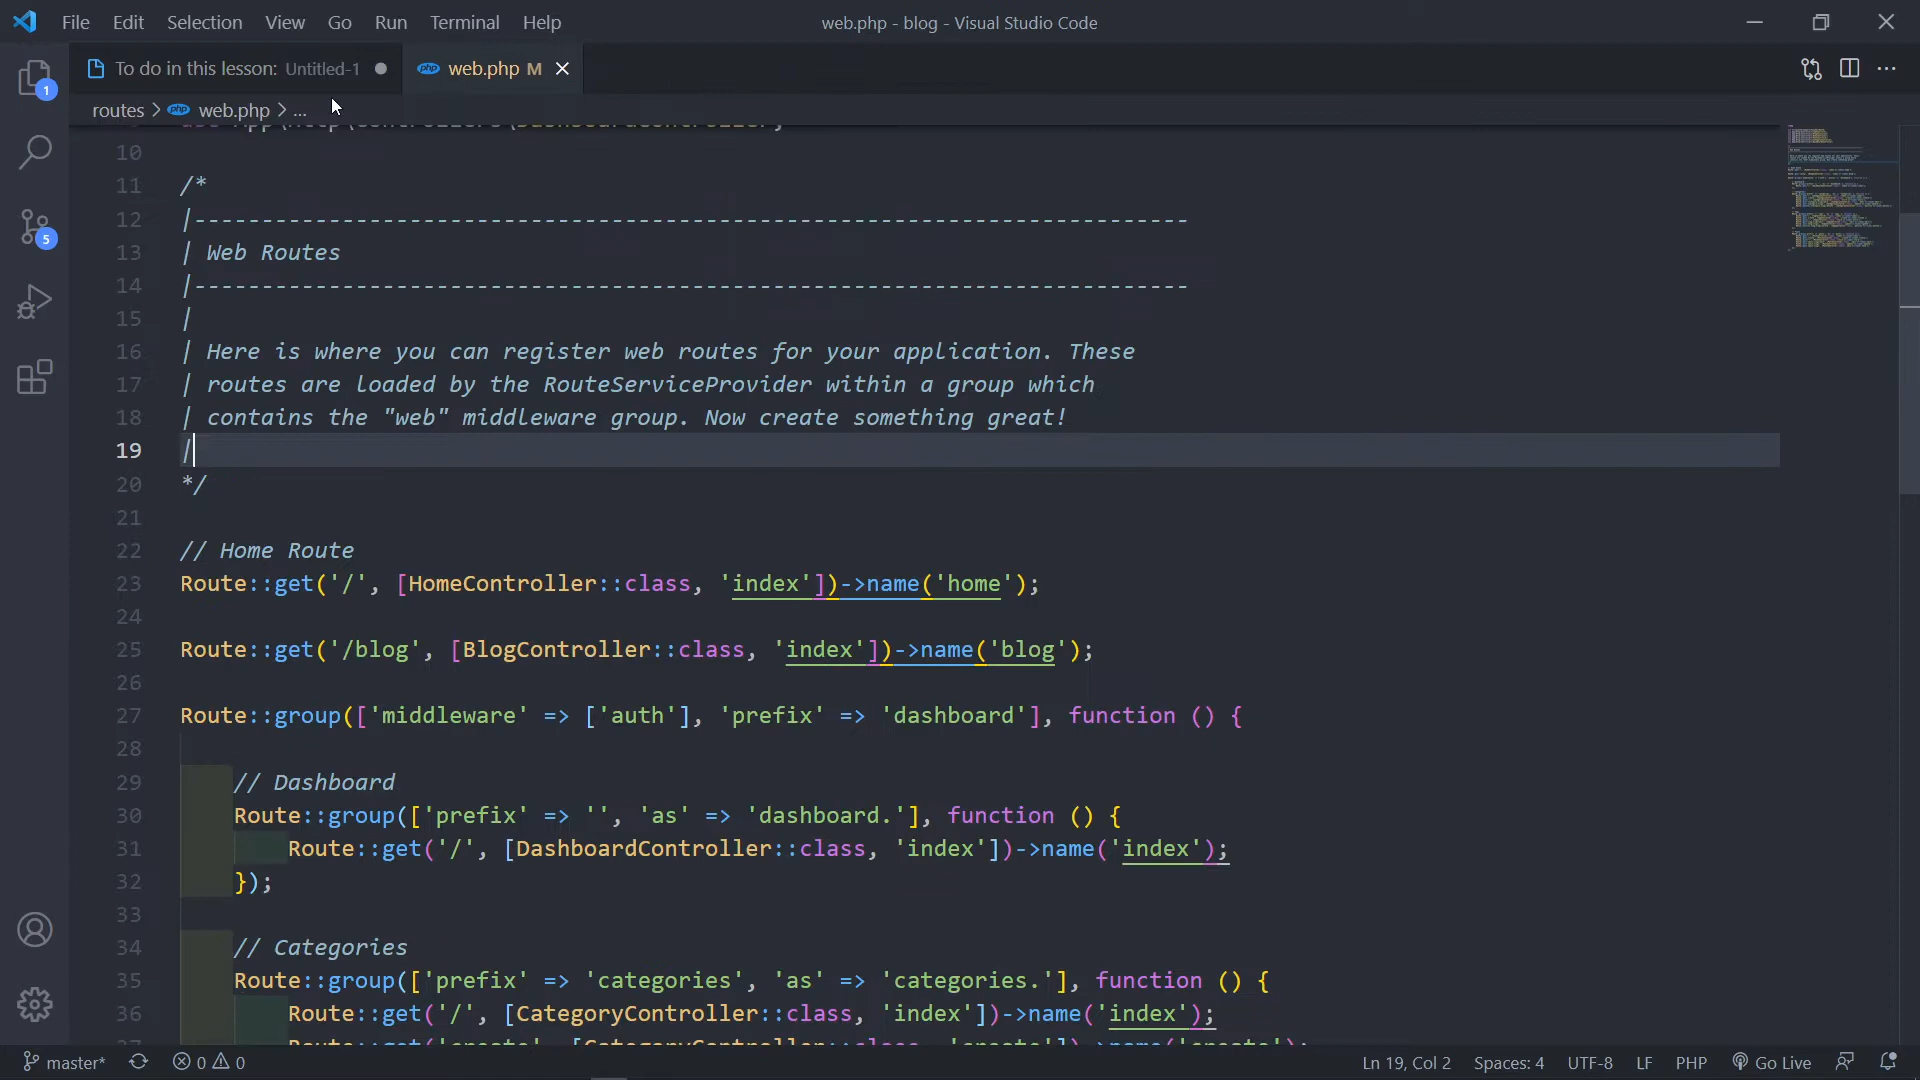 File Edit Selection View Go Run Terminal Help
web.php - blog - Visual Studio Code
To do in this lesson: Untitled-1
php web.php M
routes > php web.php > ...
1
5
10
11 /*
12 |--------------------------------------------------------------------------
13 | Web Routes
14 |--------------------------------------------------------------------------
15 |
16 | Here is where you can register web routes for your application. These
17 | routes are loaded by the RouteServiceProvider within a group which
18 | contains the "web" middleware group. Now create something great!
19 |
20 */
21
22 // Home Route
23 Route::get('/', [HomeController::class, 'index'])->name('home');
24
25 Route::get('/blog', [BlogController::class, 'index'])->name('blog');
26
27 Route::group(['middleware' => ['auth'], 'prefix' => 'dashboard'], function () {
28
29 // Dashboard
30 Route::group(['prefix' => '', 'as' => 'dashboard.'], function () {
31 Route::get('/', [DashboardController::class, 'index'])->name('index');
32 });
33
34 // Categories
35 Route::group(['prefix' => 'categories', 'as' => 'categories.'], function () {
36 Route::get('/', [CategoryController::class, 'index'])->name('index');
master* 0 0
Ln 19, Col 2 Spaces: 4 UTF-8 LF PHP Go Live